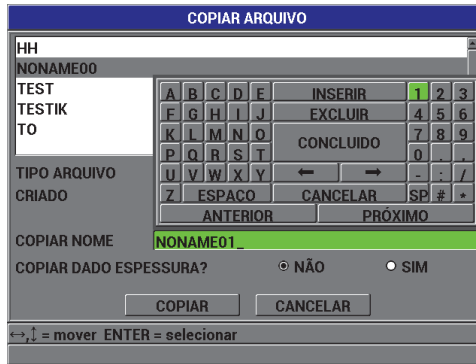 COPIAR ARQUIVO
HH
NONAME00
TEST
TESTIK
TO
A B C D E INSERIR 1 2 3
F G H I J EXCLUIR 4 5 6
K L M N O CONCLUIDO 7 8 9
P Q R S T 0 . ,
U V W X Y ← → - : /
Z ESPAÇO CANCELAR SP # *
ANTERIOR PRÓXIMO
TIPO ARQUIVO
CRIADO
COPIAR NOME NONAME01_
COPIAR DADO ESPESSURA? NÃO SIM
COPIAR CANCELAR
↔,↕ = mover ENTER = selecionar